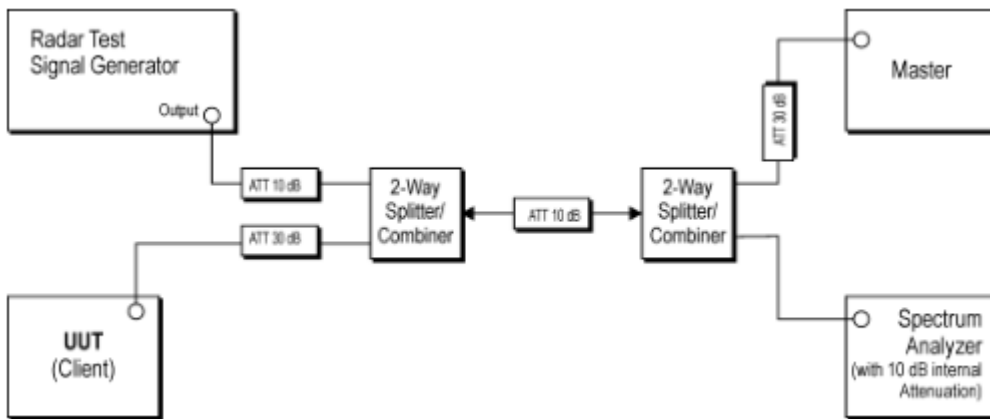 Radar Test
Signal Generator
Output
ATT 10 dB
ATT 30 dB
2-Way
Splitter/
Combiner
ATT 10 dB
2-Way
Splitter/
Combiner
ATT 30 dB
Master
UUT
(Client)
Spectrum
Analyzer
(with 10 dB internal
Attenuation)